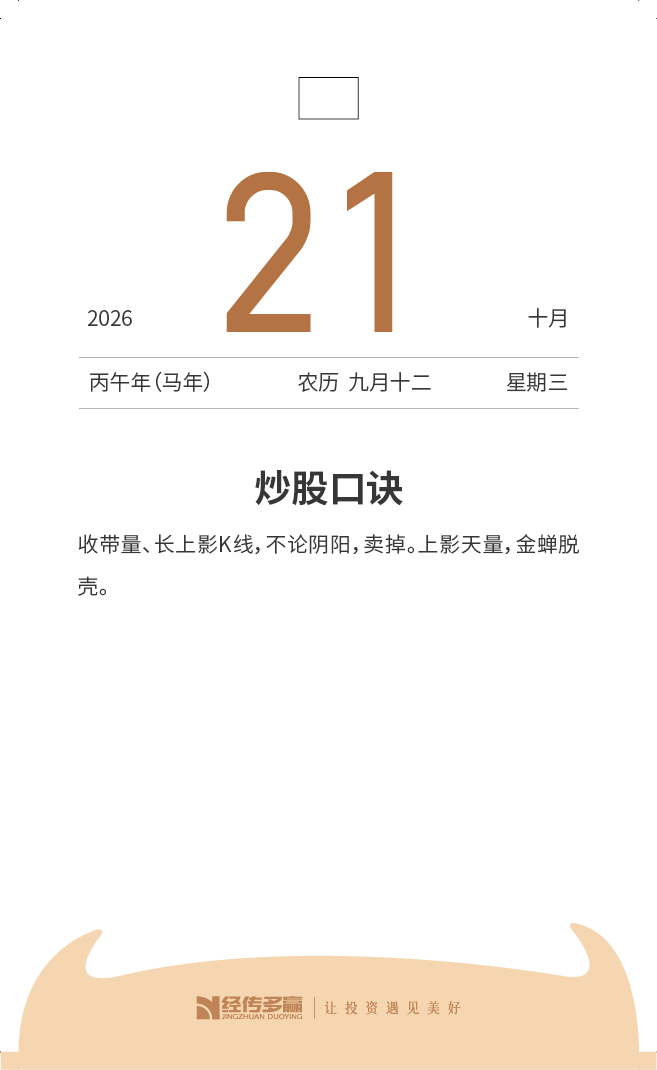 21
2026
十月
丙午年（马年）
农历 九月十二
星期三
炒股口诀
收带量、长上影K线，不论阴阳，卖掉。上影天量，金蝉脱
壳。
经传多赢
JINGZHUAN DUOYING
让投资遇见美好